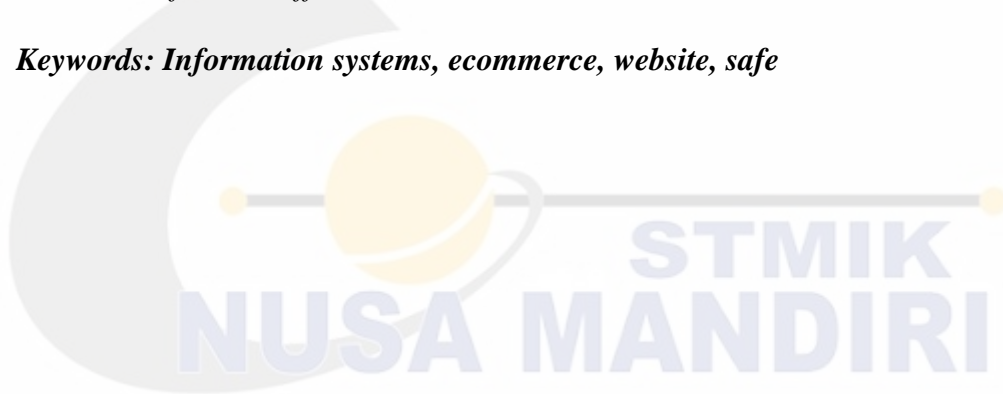 Keywords: Information systems, ecommerce, website, safe
STMIK
NUSA MANDIRI